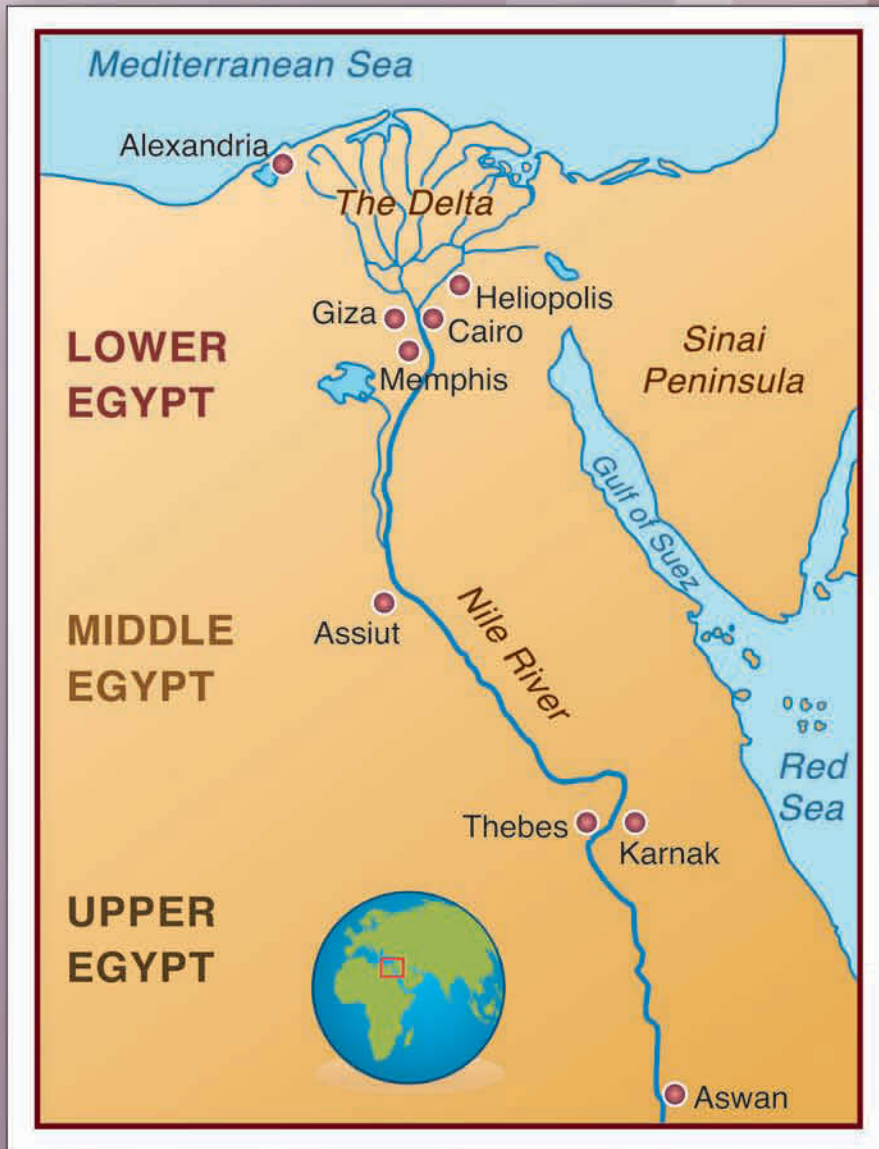 Mediterranean Sea
Alexandria
The Delta
Heliopolis
Giza
Cairo
Memphis
LOWER
EGYPT
Sinai
Peninsula
Gulf of Suez
Assiut
MIDDLE
EGYPT
Nile River
Red
Sea
Thebes
Karnak
UPPER
EGYPT
Aswan